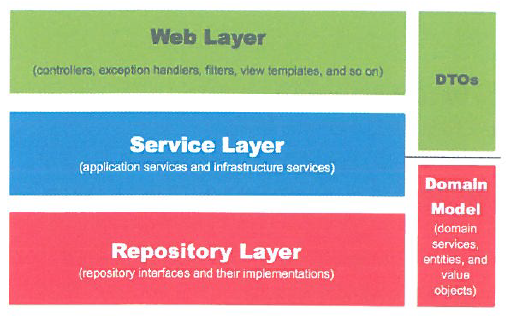 Web Layer
(controllers, exception handlers, filters, view templates, and so on)
DTOs
Service Layer
(application services and infrastructure services)
Repository Layer
(repository interfaces and their implementations)
Domain
Model
(domain
services,
entities, and
value
objects)